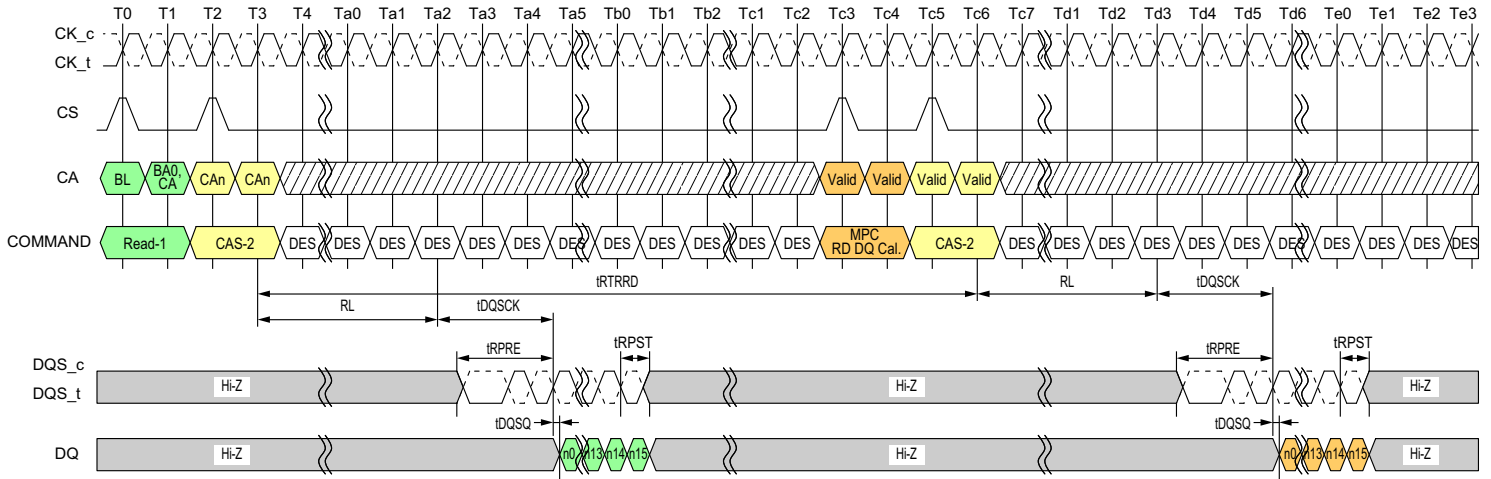 T0 T1 T2 T3 T4 Ta0 Ta1 Ta2 Ta3 Ta4 Ta5 Tb0 Tb1 Tb2 Tc1 Tc2 Tc3 Tc4 Tc5 Tc6 Tc7 Td1 Td2 Td3 Td4 Td5 Td6 Te0 Te1 Te2 Te3
CK_c
CK_t
CS
CA BL BA0, CA CAn CAn Valid Valid Valid Valid
COMMAND Read-1 CAS-2 DES DES DES DES DES DES DES DES DES DES DES DES MPC RD DQ Cal. CAS-2 DES DES DES DES DES DES DES DES DES DES DES
tRTRRD
RL tDQSCK RL tDQSCK
tRPRE tRPST tRPRE tRPST
DQS_c
DQS_t Hi-Z Hi-Z Hi-Z
tDQSQ tDQSQ
DQ Hi-Z n0 n13 n14 n15 Hi-Z n0 n13 n14 n15 Hi-Z